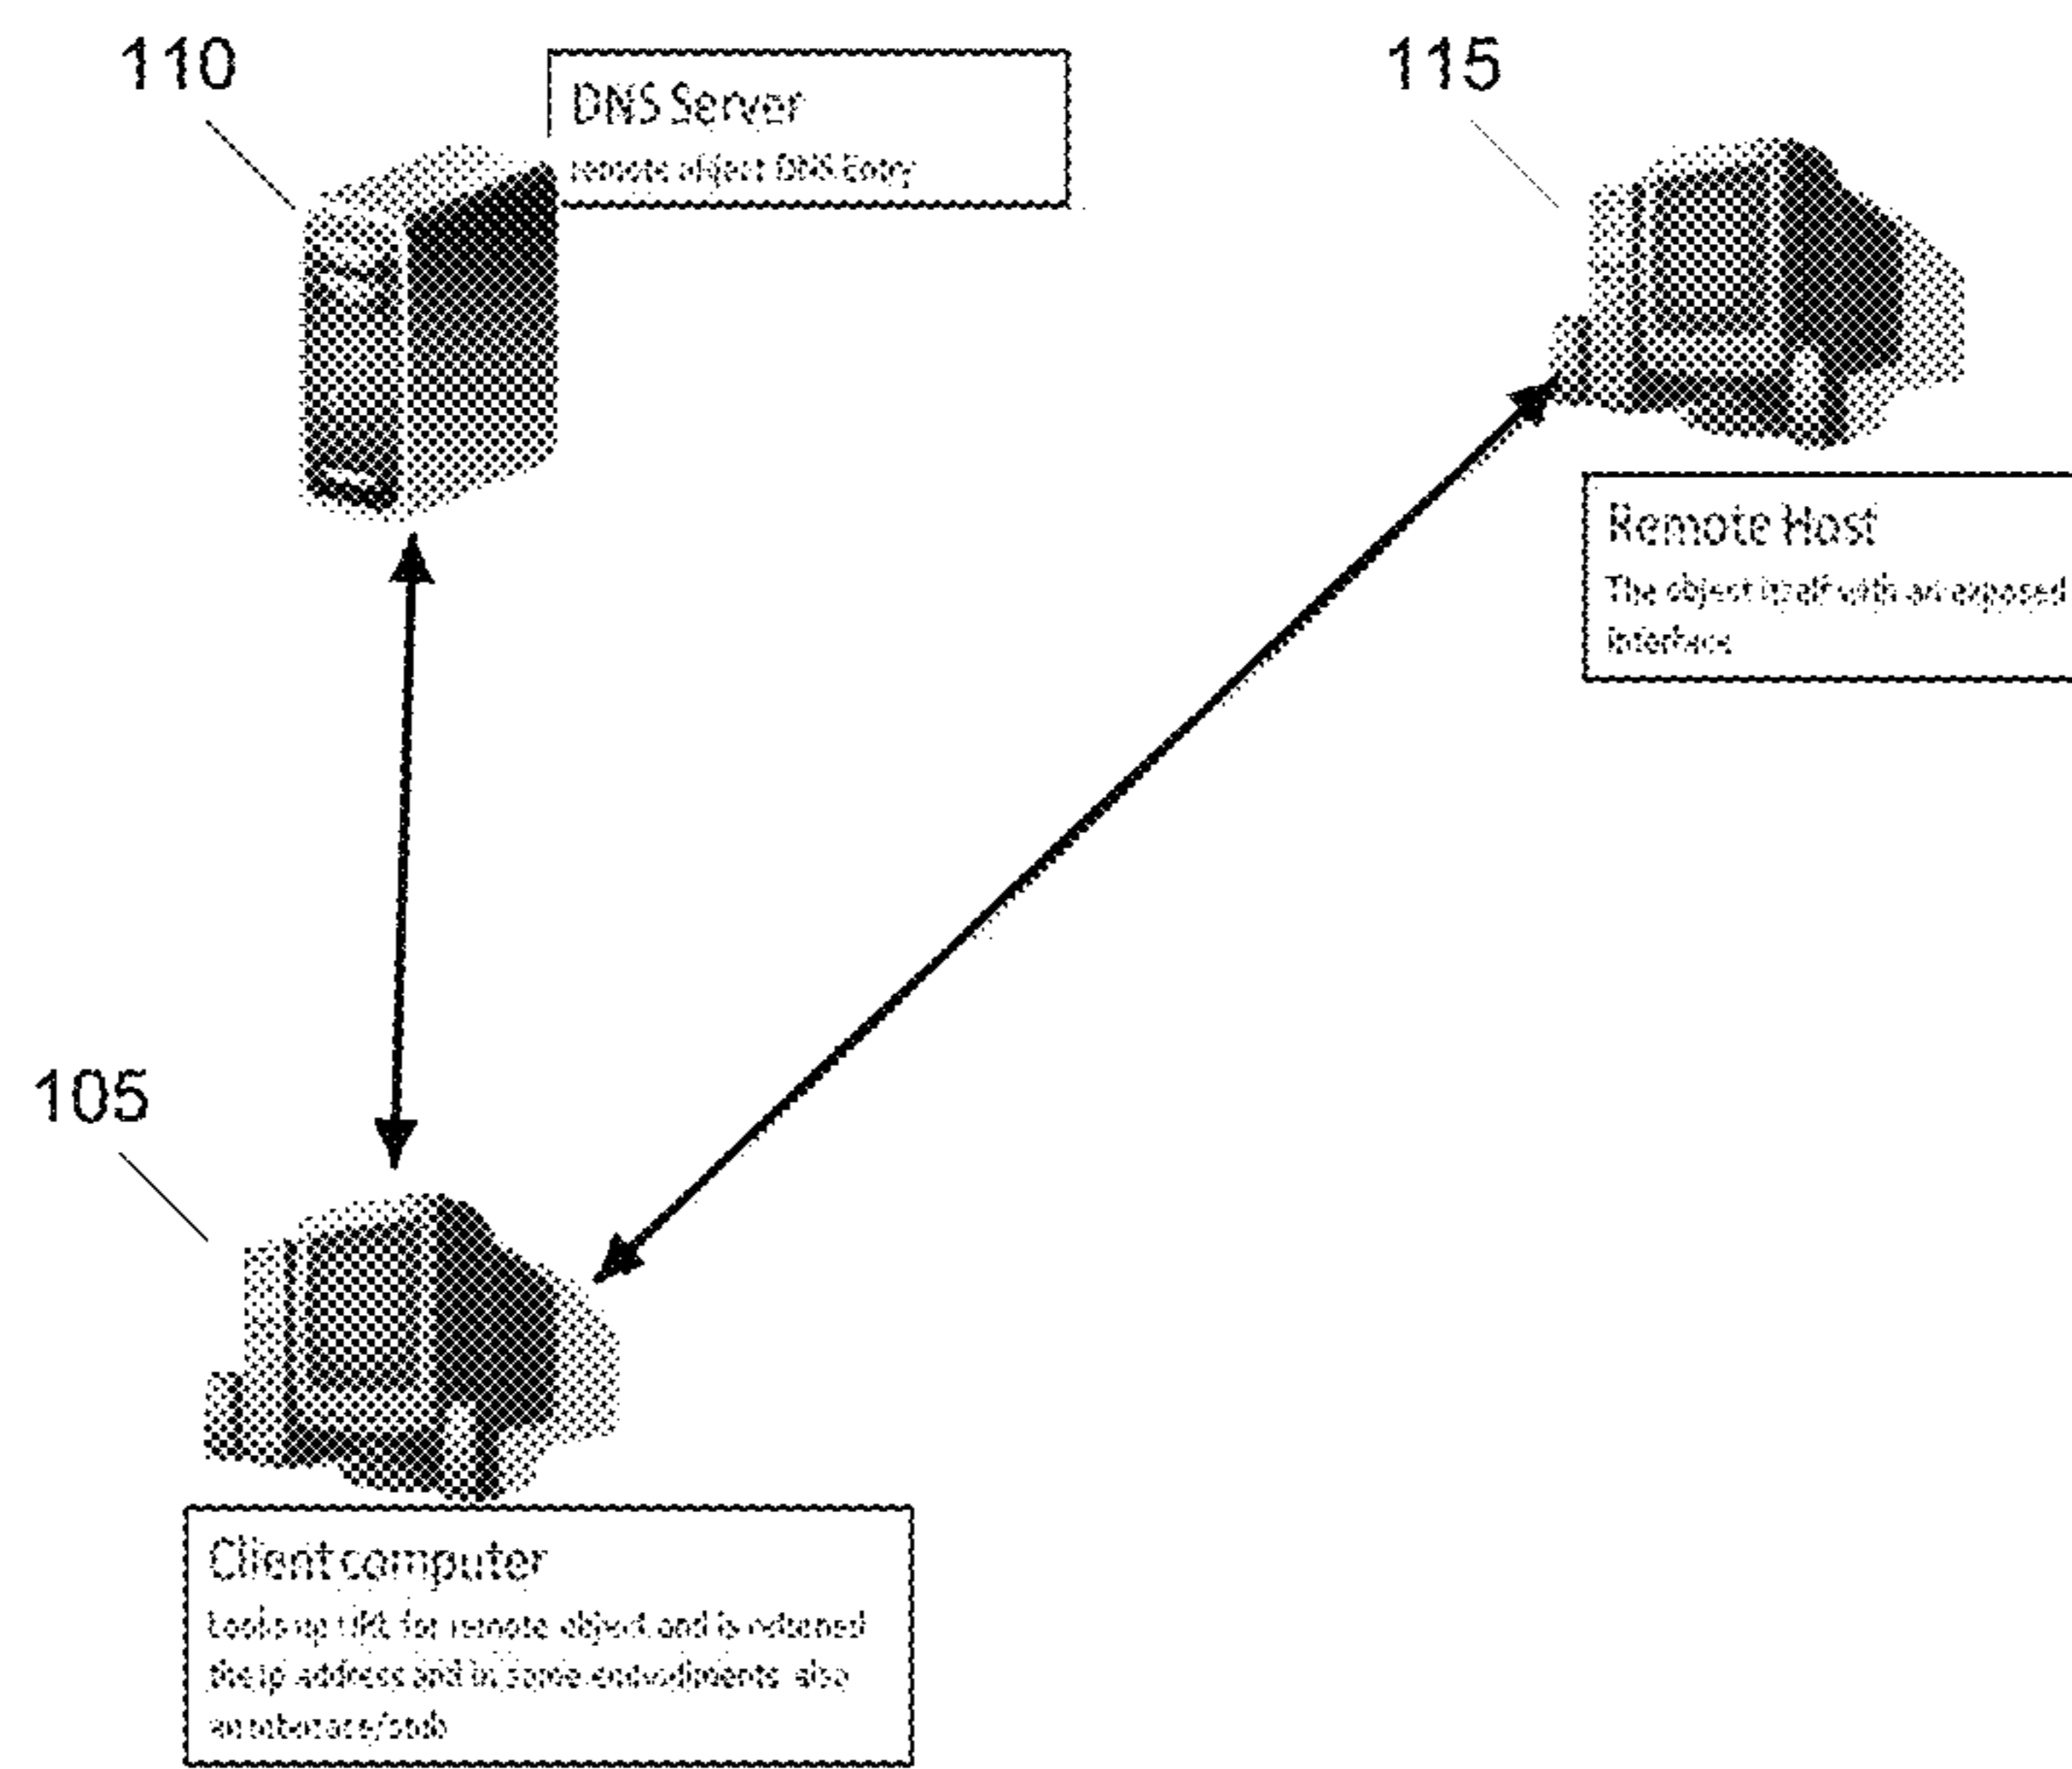 110
DNS Server
remote object DNS Entry
115
Remote Host
The object itself with an exposed
interface
105
Client computer
Looks up URL for remote object and is returned
the ip address and in some embodiments also
an interface/stub